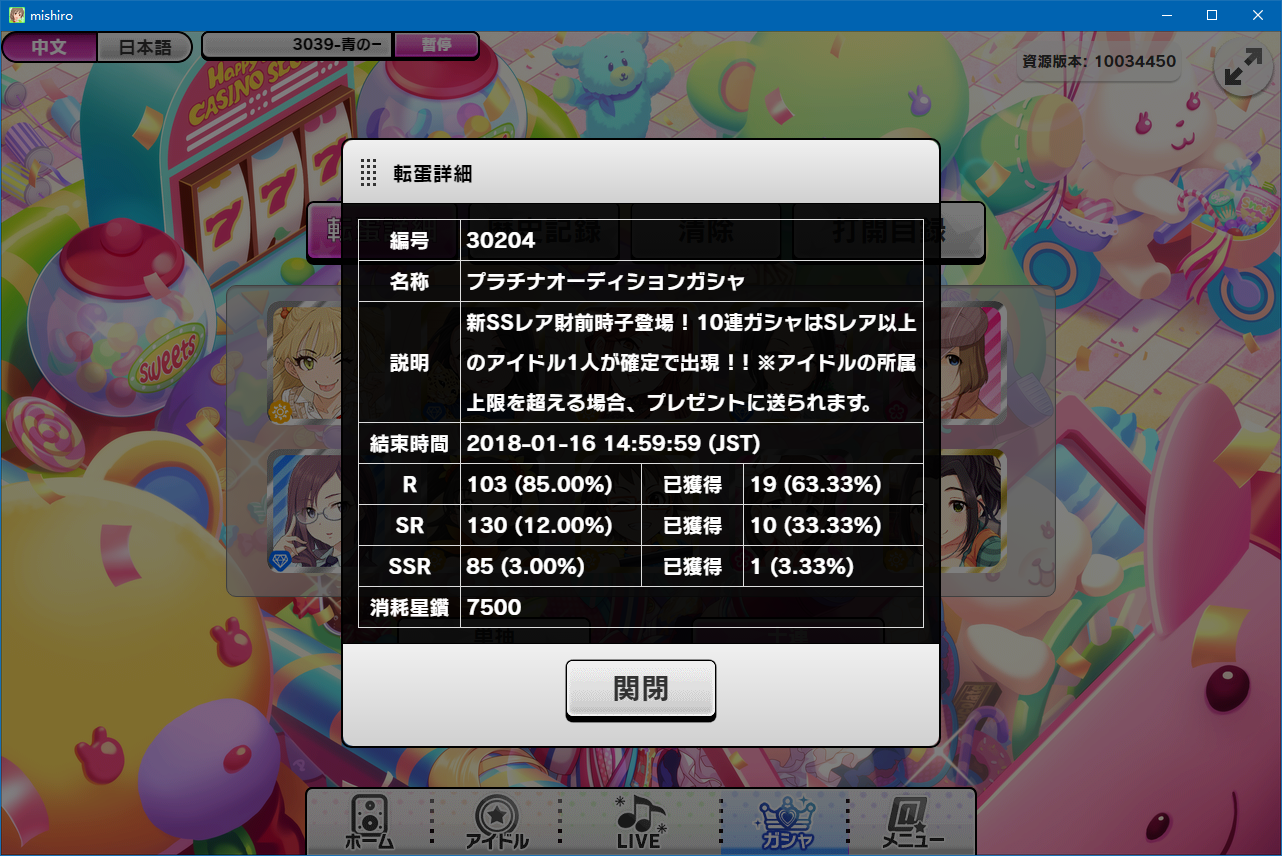 mishiro
中文 日本語 3039-青の一 暫停
資源版本: 10034450
Happy
CASINO SLO
転蛋詳細
清除 打開目録
編号 30204
名称 プラチナオーディションガシャ
説明 新SSレア財前時子登場！10連ガシャはSレア以上
のアイドル1人が確定で出現！！※アイドルの所属
上限を超える場合、プレゼントに送られます。
結束時間 2018-01-16 14:59:59 (JST)
R 103 (85.00%) 已獲得 19 (63.33%)
SR 130 (12.00%) 已獲得 10 (33.33%)
SSR 85 (3.00%) 已獲得 1 (3.33%)
消耗星鑽 7500
sweets
単抽
関閉
ホーム アイドル LIVE ガシャ メニュー